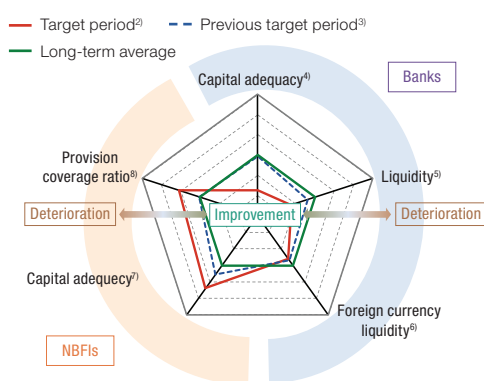 Target period2)
Previous target period3)
Long-term average
Capital adequacy4)
Banks
Provision
coverage ratio8)
Liquidity5)
Deterioration
Improvement
Deterioration
Capital adequecy7)
Foreign currency
liquidity6)
NBFIs